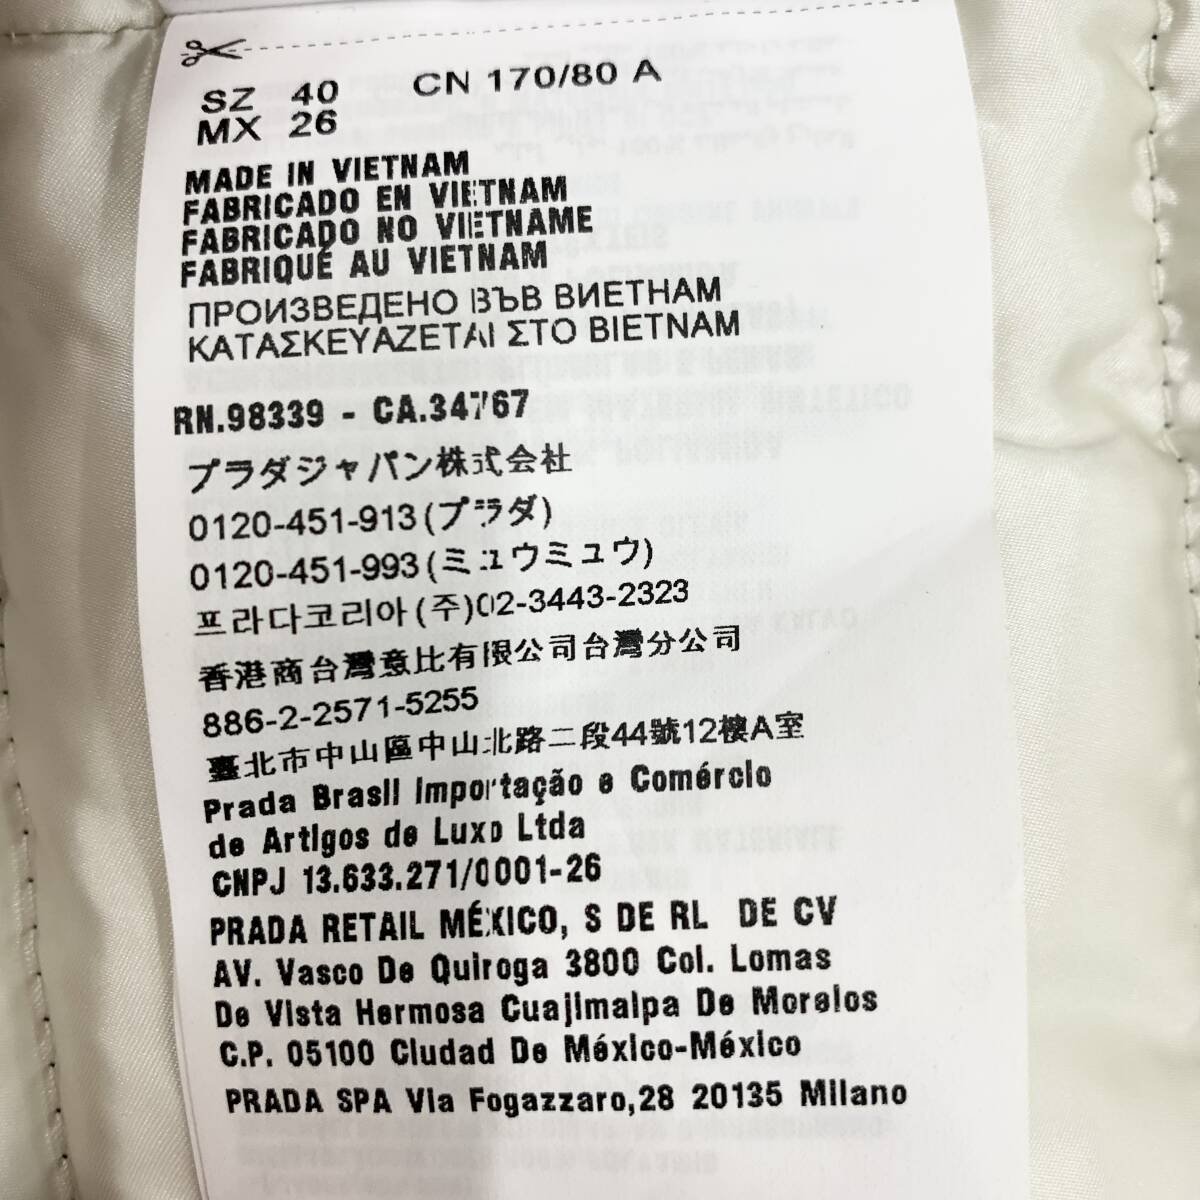 SZ 40 CN 170/80 A
MX 26
MADE IN VIETNAM
FABRICADO EN VIETNAM
FABRICADO NO VIETNAME
FABRIQUÉ AU VIETNAM
ПРОИЗВЕДЕНО ВЪВ ВИЕТНАМ
ΚΑΤΑΣΚΕΥΑΖΕΤΑΙ ΣΤΟ ΒΙΕΤΝΑΜ
RN.98339 - CA.34767
プラダジャパン株式会社
0120-451-913(プラダ)
0120-451-993(ミュウミュウ)
프라다코리아(주)02-3443-2323
香港商台灣意比有限公司台灣分公司
886-2-2571-5255
臺北市中山區中山北路二段44號12樓A室
Prada Brasil Importação e Comércio
de Artigos de Luxo Ltda
CNPJ 13.633.271/0001-26
PRADA RETAIL MÉXICO, S DE RL DE CV
AV. Vasco De Quiroga 3800 Col. Lomas
De Vista Hermosa Cuajimalpa De Morelos
C.P. 05100 Ciudad De México-México
PRADA SPA Via Fogazzaro,28 20135 Milano